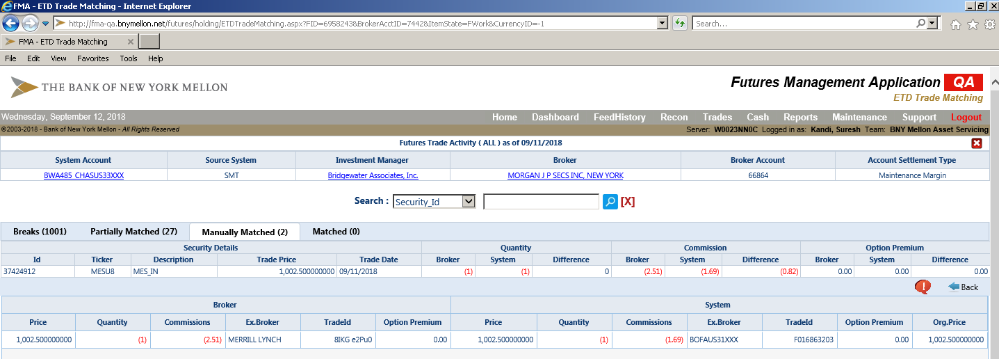 FMA - ETD Trade Matching - Internet Explorer
http://fma-qa.bnymellon.net/futures/holding/ETDTradeMatching.aspx?FID=6958243&BrokerAcctID=7442&ItemState=FWork&CurrencyID=-1 Search...
FMA - ETD Trade Matching
File Edit View Favorites Tools Help
THE BANK OF NEW YORK MELLON
Futures Management Application QA
ETD Trade Matching
Wednesday, September 12, 2018 Home Dashboard FeedHistory Recon Trades Cash Reports Maintenance Support Logout
©2003-2018 - Bank of New York Mellon - All Rights Reserved Server: W0023NN0C Logged in as: Kandi, Suresh Team: BNY Mellon Asset Servicing
Futures Trade Activity ( ALL ) as of 09/11/2018
System Account Source System Investment Manager Broker Broker Account Account Settlement Type
BWA485_CHASUS33XXX SMT Bridgewater Associates, Inc. MORGAN J P SECS INC, NEW YORK 66864 Maintenance Margin
Search : Security_Id [X]
Breaks (1001) Partially Matched (27) Manually Matched (2) Matched (0)
Security Details Quantity Commission Option Premium
Id Ticker Description Trade Price Trade Date Broker System Difference Broker System Difference Broker System Difference
37424912 MESU8 MES_IN 1,002.500000000 09/11/2018 (1) (1) 0 (2.51) (1.69) (0.82) 0.00 0.00 0.00
! Back
Broker System
Price Quantity Commissions Ex.Broker TradeId Option Premium Price Quantity Commissions Ex.Broker TradeId Option Premium Org.Price
1,002.500000000 (1) (2.51) MERRILL LYNCH 8IKG e2Pu0 0.00 1,002.500000000 (1) (1.69) BOFAUS31XXX F016863203 0.00 1,002.500000000